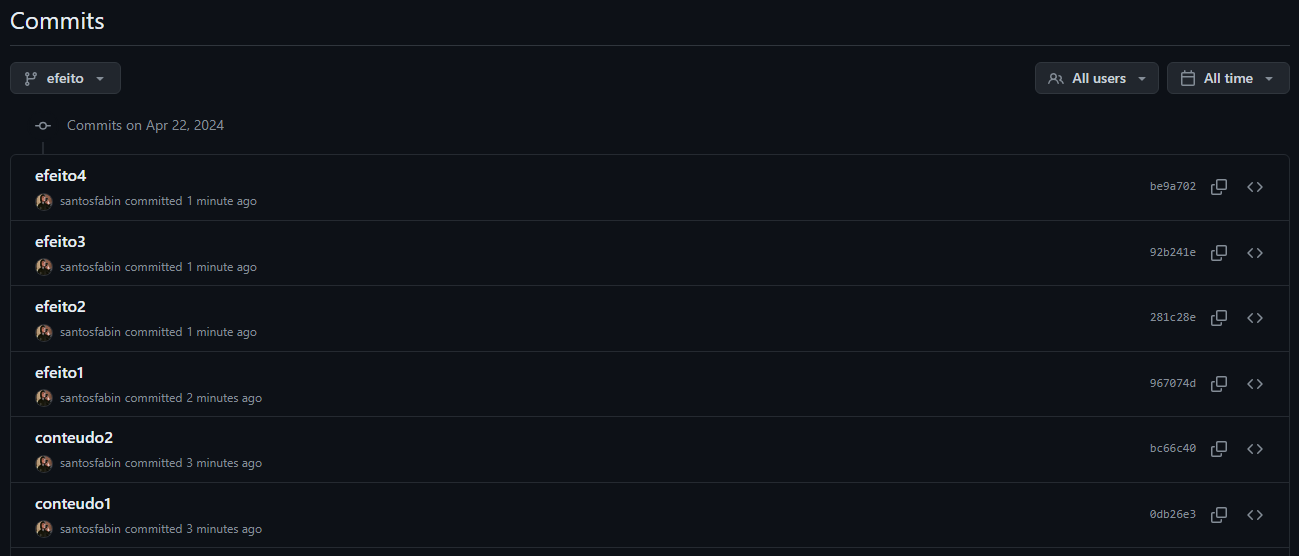 Commits
efeito
All users
All time
Commits on Apr 22, 2024
efeito4
be9a702
santosfabin committed 1 minute ago
efeito3
92b241e
santosfabin committed 1 minute ago
efeito2
281c28e
santosfabin committed 1 minute ago
efeito1
967074d
santosfabin committed 2 minutes ago
conteudo2
bc66c40
santosfabin committed 3 minutes ago
conteudo1
0db26e3
santosfabin committed 3 minutes ago